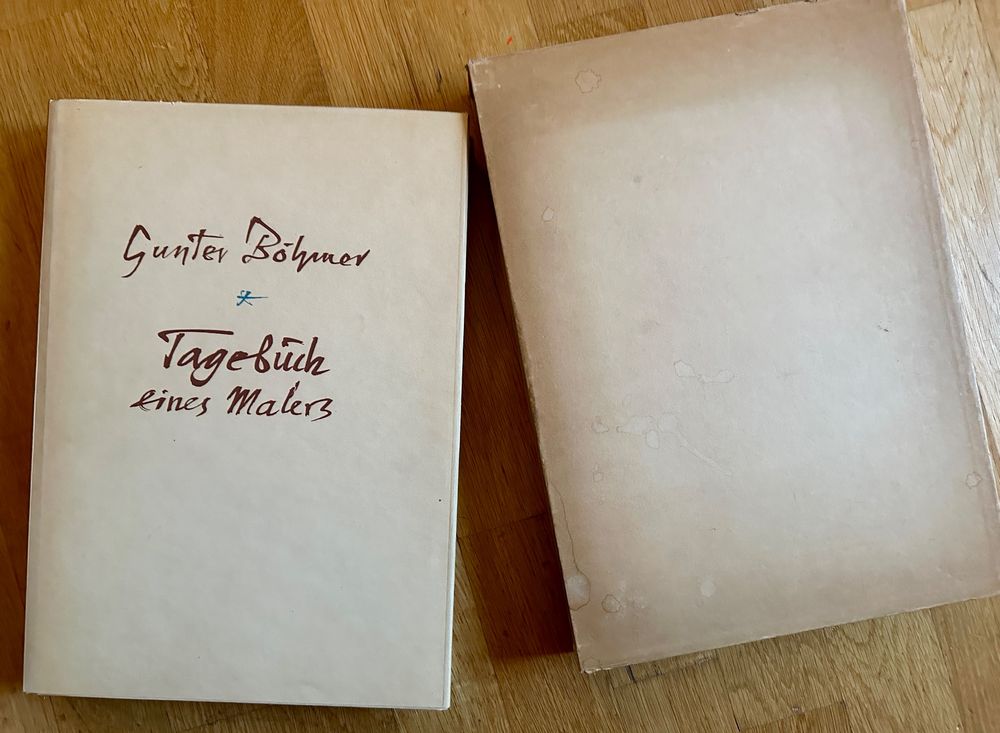 Gunter Böhmer
*
Tagebuch
eines Malers